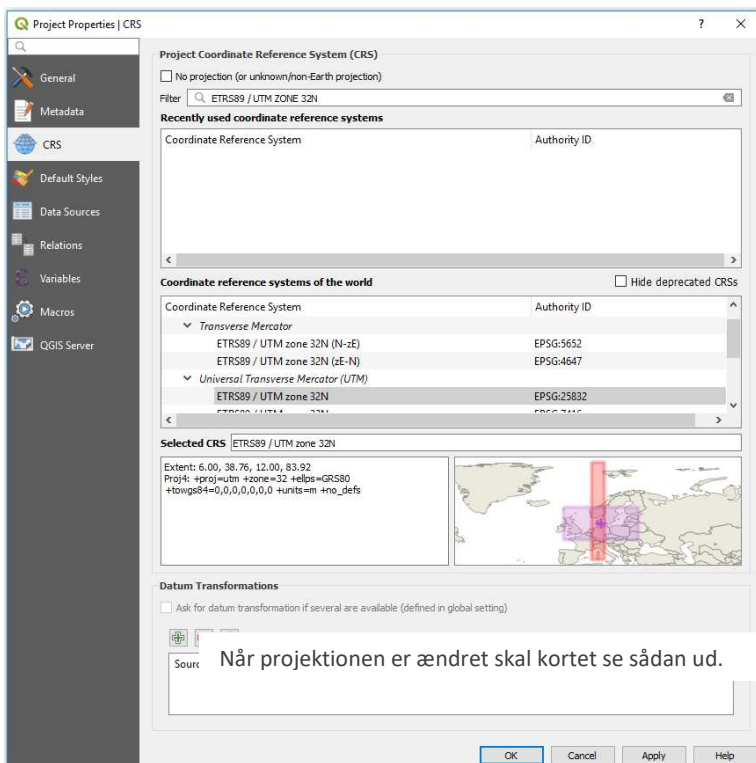 Project Properties | CRS
?
General
Metadata
CRS
Default Styles
Data Sources
Relations
Variables
Macros
QGIS Server
Project Coordinate Reference System (CRS)
No projection (or unknown/non-Earth projection)
Filter ETRS89 / UTM ZONE 32N
Recently used coordinate reference systems
Coordinate Reference System Authority ID
Coordinate reference systems of the world Hide deprecated CRSs
Coordinate Reference System Authority ID
Transverse Mercator
ETRS89 / UTM zone 32N (N-zE) EPSG:5652
ETRS89 / UTM zone 32N (zE-N) EPSG:4647
Universal Transverse Mercator (UTM)
ETRS89 / UTM zone 32N EPSG:25832
Selected CRS ETRS89 / UTM zone 32N
Extent: 6.00, 38.76, 12.00, 83.92
Proj4: +proj=utm +zone=32 +ellps=GRS80
+towgs84=0,0,0,0,0,0,0 +units=m +no_defs
Datum Transformations
Ask for datum transformation if several are available (defined in global setting)
Når projektionen er ændret skal kortet se sådan ud.
OK Cancel Apply Help